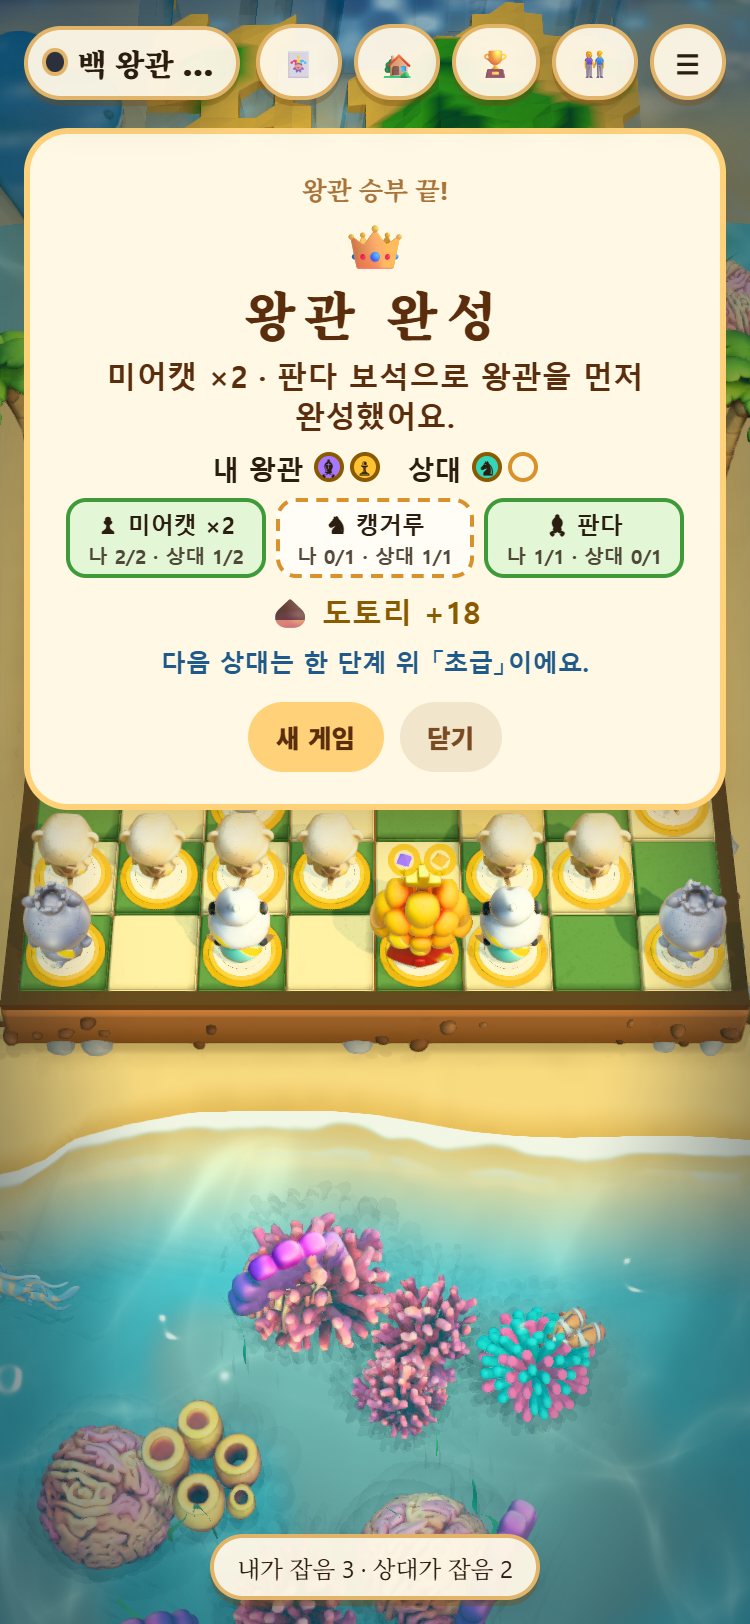 백 왕관 ...
왕관 승부 끝!
왕관 완성
미어캣 ×2 · 판다 보석으로 왕관을 먼저
완성했어요.
내 왕관 상대
미어캣 ×2
나 2/2 · 상대 1/2
캥거루
나 0/1 · 상대 1/1
판다
나 1/1 · 상대 0/1
도토리 +18
다음 상대는 한 단계 위 「초급」이에요.
새 게임 닫기
내가 잡음 3 · 상대가 잡음 2